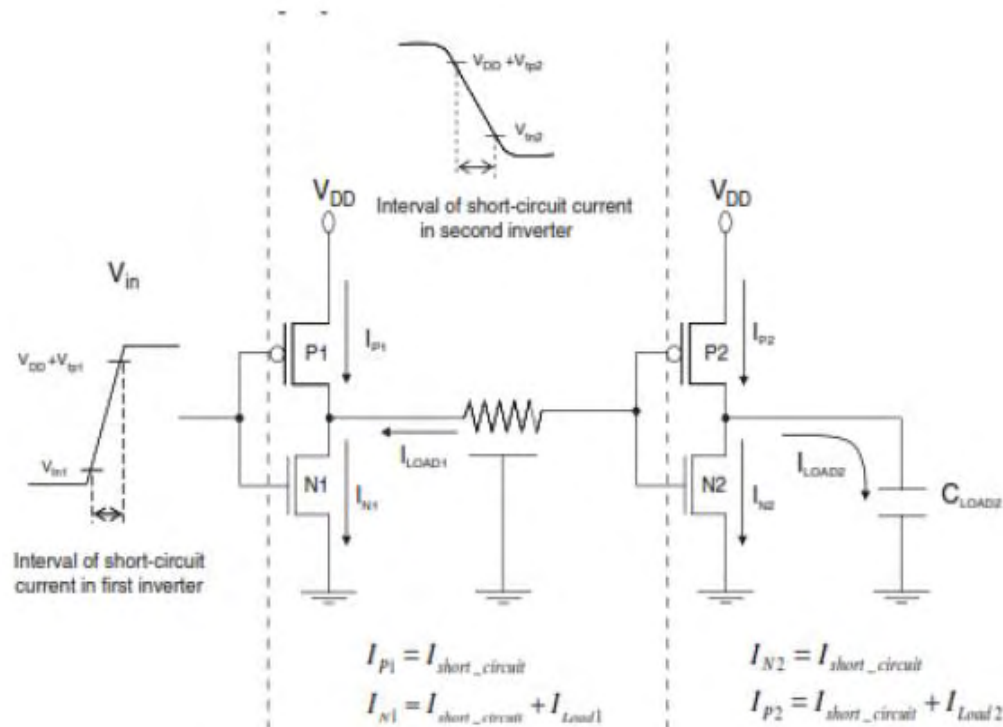 V_DD + V_tp2
V_tn2
Interval of short-circuit current
in second inverter
V_DD
V_DD
V_in
V_DD + V_tp1
V_tn1
Interval of short-circuit
current in first inverter
P1
I_P1
P2
I_P2
I_LOAD1
N1
I_N1
N2
I_N2
I_LOAD2
C_LOAD2
I_P1 = I_short_circuit
I_N1 = I_short_circuit + I_Load1
I_N2 = I_short_circuit
I_P2 = I_short_circuit + I_Load2